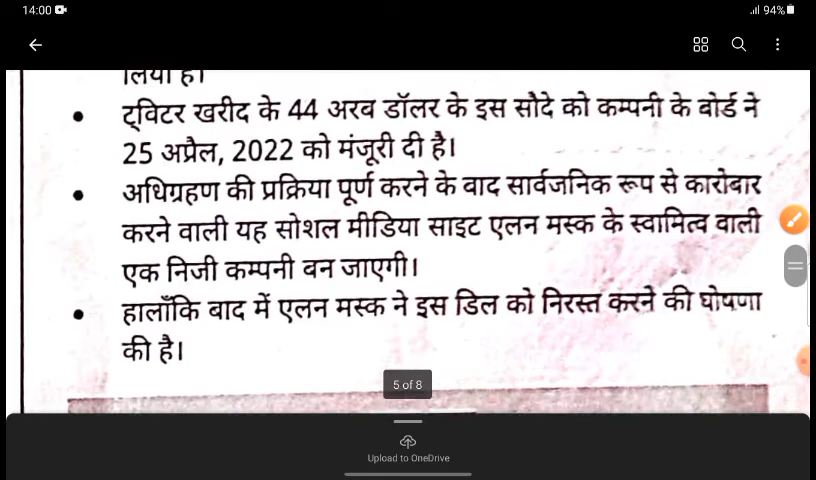 14:00 94%
लिया है।
• ट्विटर खरीद के 44 अरब डॉलर के इस सौदे को कम्पनी के बोर्ड ने
25 अप्रैल, 2022 को मंजूरी दी है।
• अधिग्रहण की प्रक्रिया पूर्ण करने के बाद सार्वजनिक रूप से कारोबार
करने वाली यह सोशल मीडिया साइट एलन मस्क के स्वामित्व वाली
एक निजी कम्पनी बन जाएगी।
• हालाँकि बाद में एलन मस्क ने इस डिल को निरस्त करने की घोषणा
की है।
5 of 8
Upload to OneDrive